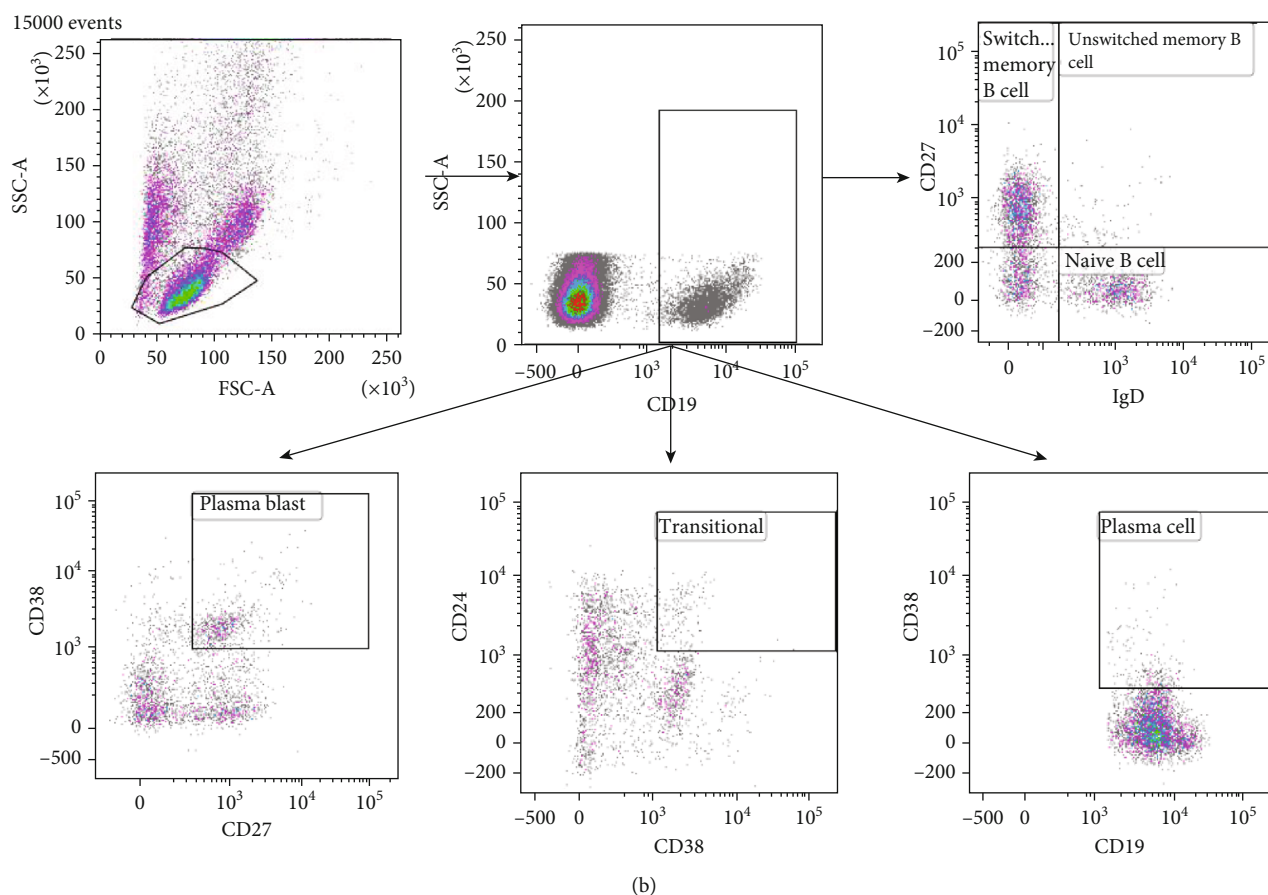 15000 events
(×10³)
SSC-A
250
200
150
100
50
0
0
50
100
150
200
250
FSC-A
(×10³)
(×10³)
SSC-A
250
200
150
100
50
0
−500
0
10³
10⁴
10⁵
CD19
Switch...
memory
B cell
Unswitched memory B
cell
Naive B cell
CD27
10⁵
10⁴
10³
200
0
−200
0
10³
10⁴
10⁵
IgD
Plasma blast
CD38
10⁵
10⁴
10³
0
−500
0
10³
10⁴
10⁵
CD27
Transitional
CD24
10⁵
10⁴
10³
200
0
−200
−500
0
10³
10⁴
10⁵
CD38
Plasma cell
CD38
10⁵
10⁴
10³
200
0
−200
−500
0
10³
10⁴
10⁵
CD19
(b)